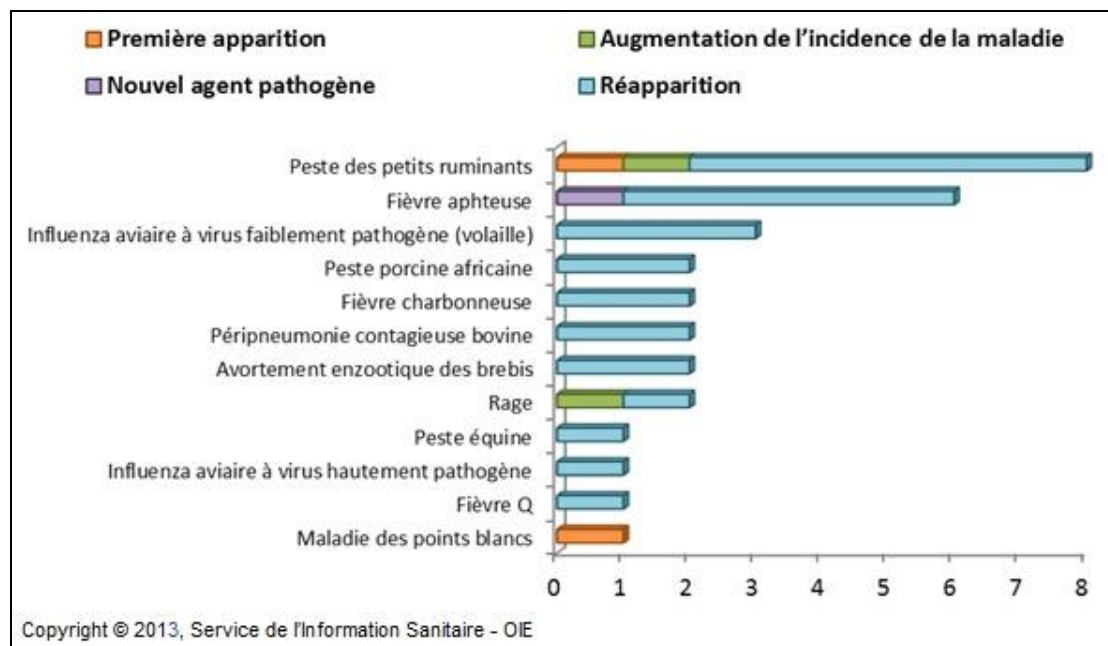 Première apparition
Augmentation de l’incidence de la maladie
Nouvel agent pathogène
Réapparition
Peste des petits ruminants
Fièvre aphteuse
Influenza aviaire à virus faiblement pathogène (volaille)
Peste porcine africaine
Fièvre charbonneuse
Péripneumonie contagieuse bovine
Avortement enzootique des brebis
Rage
Peste équine
Influenza aviaire à virus hautement pathogène
Fièvre Q
Maladie des points blancs
0 1 2 3 4 5 6 7 8
Copyright © 2013, Service de l'Information Sanitaire - OIE